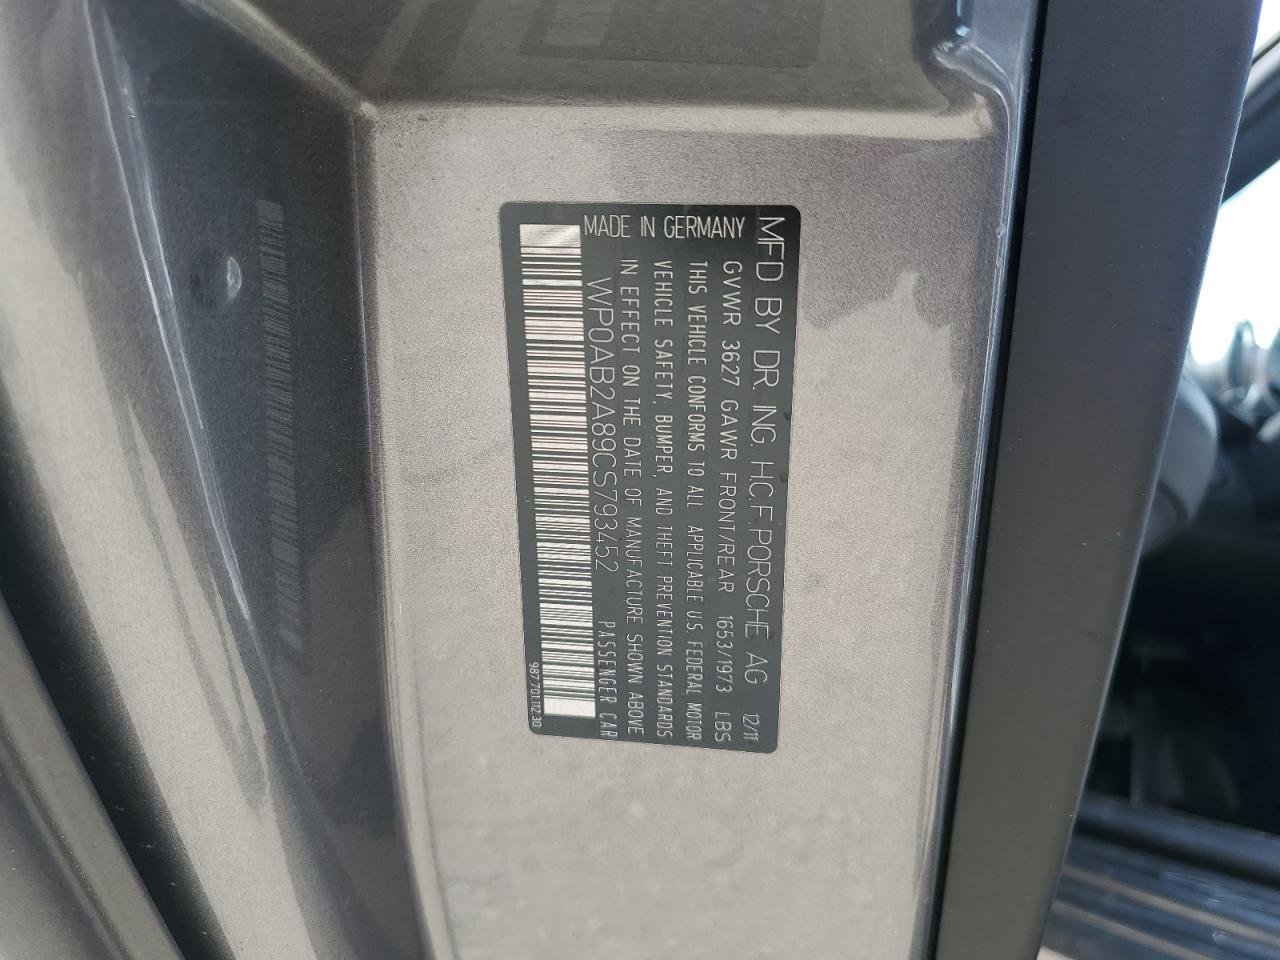 MFD BY DR. ING. H.C.F. PORSCHE AG 12/11
GVWR 3627 GAWR FRONT/REAR 1653/1973 LBS
THIS VEHICLE CONFORMS TO ALL APPLICABLE U.S. FEDERAL MOTOR
VEHICLE SAFETY, BUMPER, AND THEFT PREVENTION STANDARDS
IN EFFECT ON THE DATE OF MANUFACTURE SHOWN ABOVE
WP0AB2A89CS793452 PASSENGER CAR
MADE IN GERMANY
987.701.112.30